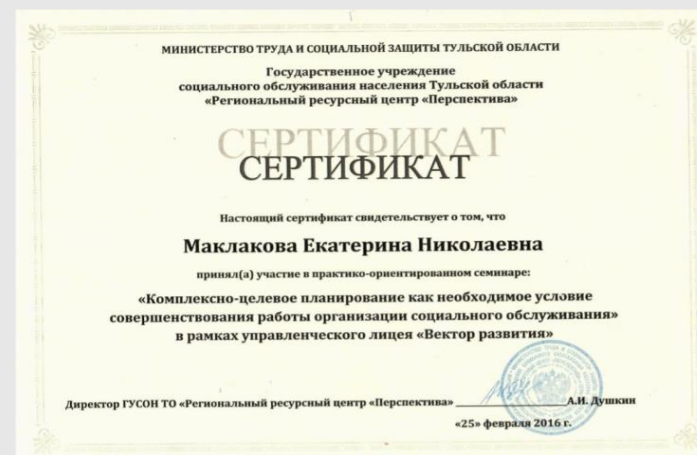 МИНИСТЕРСТВО ТРУДА И СОЦИАЛЬНОЙ ЗАЩИТЫ ТУЛЬСКОЙ ОБЛАСТИ
Государственное учреждение
социального обслуживания населения Тульской области
«Региональный ресурсный центр «Перспектива»
СЕРТИФИКАТ
СЕРТИФИКАТ
Настоящий сертификат свидетельствует о том, что
Маклакова Екатерина Николаевна
принял(а) участие в практико-ориентированном семинаре:
«Комплексно-целевое планирование как необходимое условие
совершенствования работы организации социального обслуживания»
в рамках управленческого лицея «Вектор развития»
Директор ГУСОН ТО «Региональный ресурсный центр «Перспектива» А.И. Душкин
«25» февраля 2016 г.